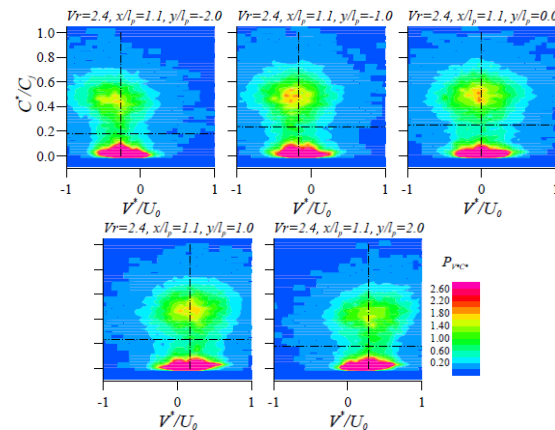 Vr=2.4, x/lp=1.1, y/lp=-2.0
Vr=2.4, x/lp=1.1, y/lp=-1.0
Vr=2.4, x/lp=1.1, y/lp=0.0
C*/CJ
1.0
0.8
0.6
0.4
0.2
0.0
-1 0 1
-1 0 1
-1 0 1
V*/U0
V*/U0
V*/U0
Vr=2.4, x/lp=1.1, y/lp=1.0
Vr=2.4, x/lp=1.1, y/lp=2.0
-1 0 1
-1 0 1
V*/U0
V*/U0
PV*C*
2.60
2.20
1.80
1.40
1.00
0.60
0.20